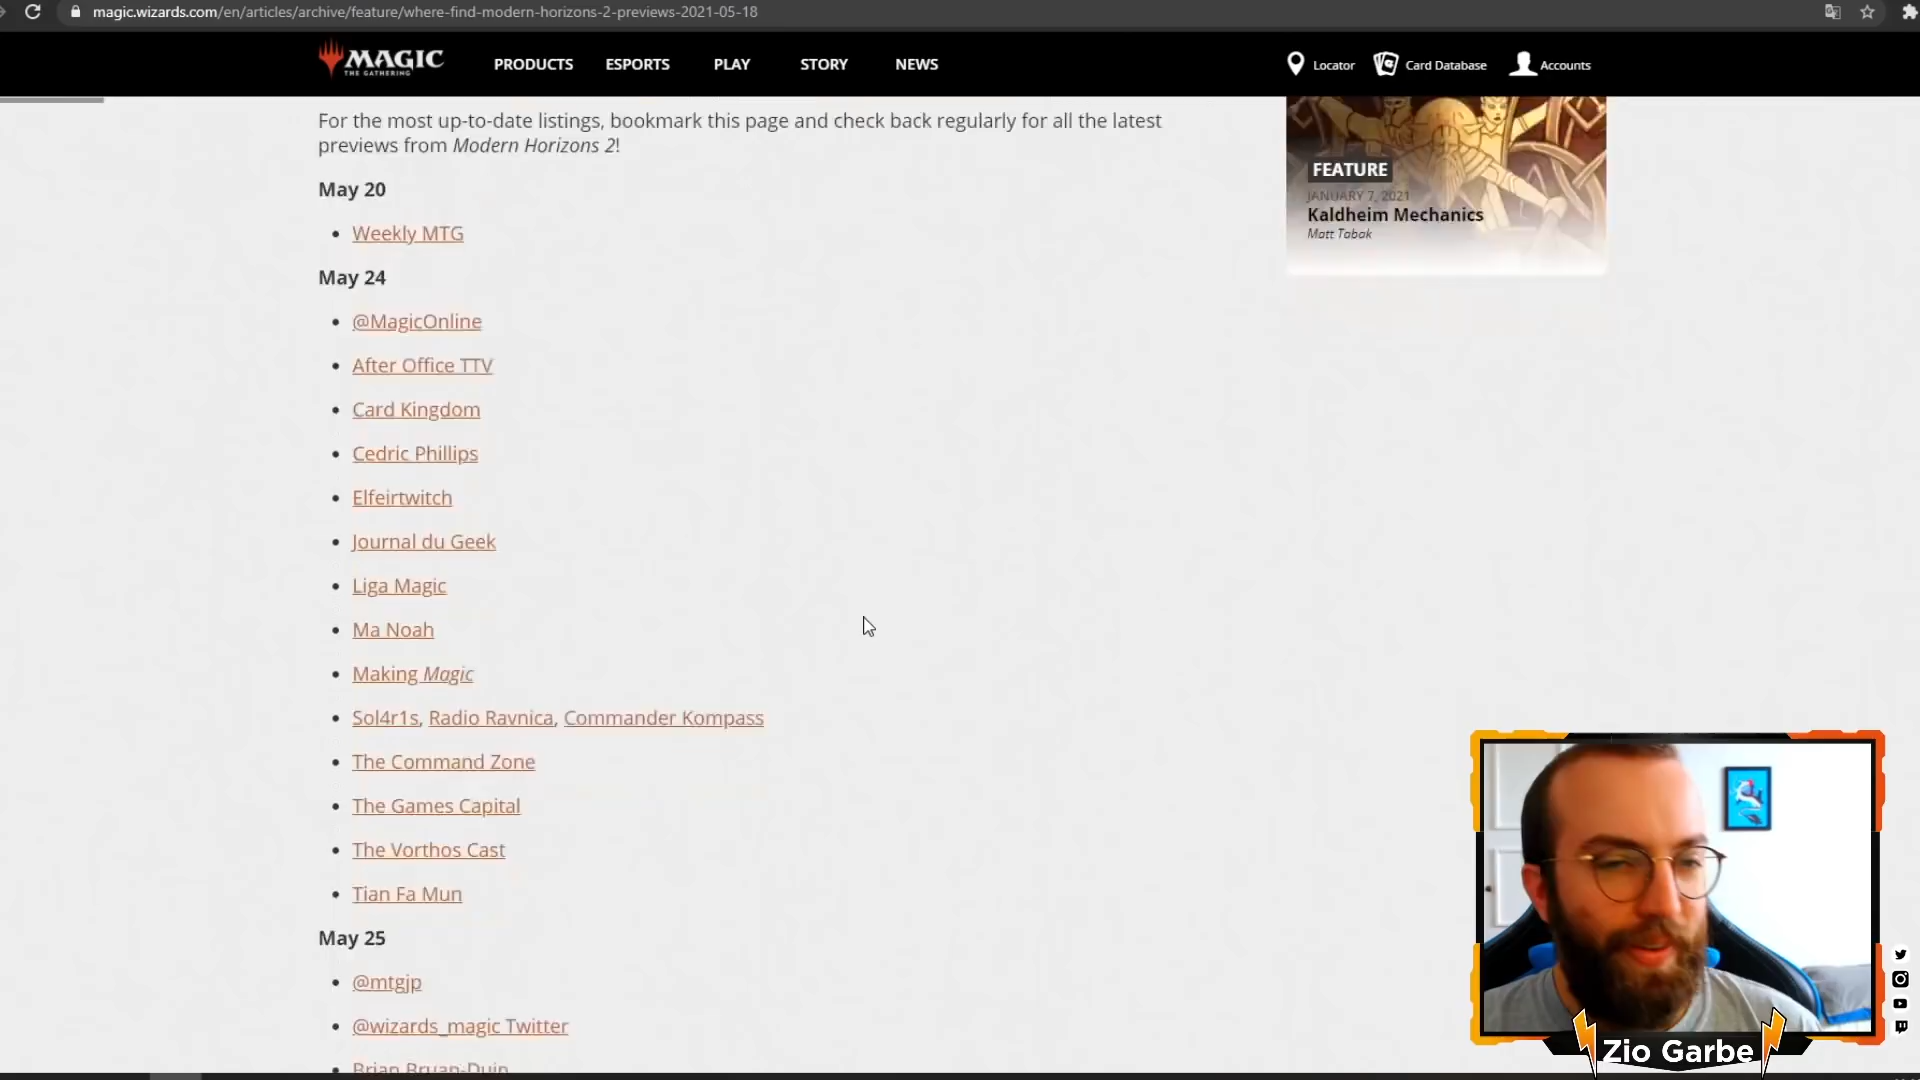 magic.wizards.com/en/articles/archive/feature/where-find-modern-horizons-2-previews-2021-05-18
MAGIC
THE GATHERING
PRODUCTS
ESPORTS
PLAY
STORY
NEWS
Locator
Card Database
Accounts
For the most up-to-date listings, bookmark this page and check back regularly for all the latest
previews from Modern Horizons 2!
FEATURE
JANUARY 7, 2021
Kaldheim Mechanics
Matt Tabak
May 20
Weekly MTG
May 24
@MagicOnline
After Office TTV
Card Kingdom
Cedric Phillips
Elfeirtwitch
Journal du Geek
Liga Magic
Ma Noah
Making Magic
Sol4r1s, Radio Ravnica, Commander Kompass
The Command Zone
The Games Capital
The Vorthos Cast
Tian Fa Mun
May 25
@mtgjp
@wizards_magic Twitter
Brian Bruan-Duin
Zio Garbe